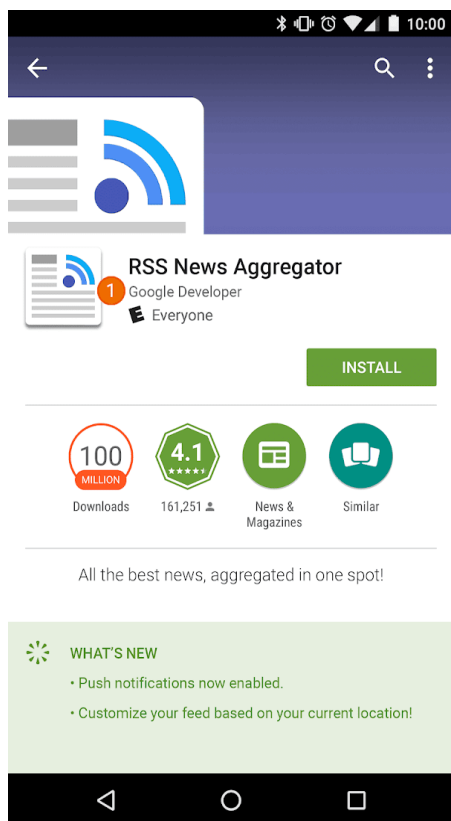 10:00
RSS News Aggregator
1
Google Developer
E Everyone
INSTALL
100
MILLION
Downloads
4.1
161,251
News &
Magazines
Similar
All the best news, aggregated in one spot!
WHAT'S NEW
• Push notifications now enabled.
• Customize your feed based on your current location!